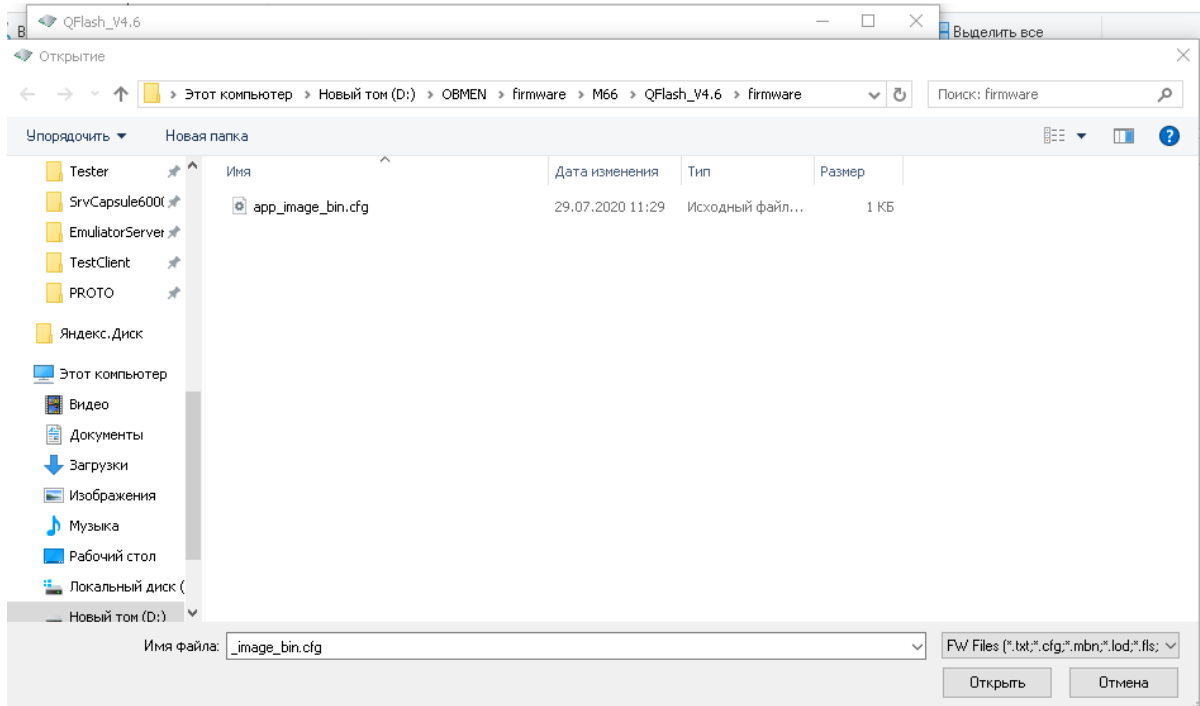 QFlash_V4.6
В
Выделить все
Открытие
Этот компьютер > Новый том (D:) > OBMEN > firmware > M66 > QFlash_V4.6 > firmware
Поиск: firmware
Упорядочить
Новая папка
Tester
SrvCapsule600(
EmuliatorServer
TestClient
PROTO
Яндекс.Диск
Этот компьютер
Видео
Документы
Загрузки
Изображения
Музыка
Рабочий стол
Локальный диск (
Новый том (D:)
Имя Дата изменения Тип Размер
app_image_bin.cfg 29.07.2020 11:29 Исходный файл... 1 КБ
Имя файла: _image_bin.cfg
FW Files (*.txt;*.cfg;*.mbn;*.lod;*.fls;
Открыть Отмена